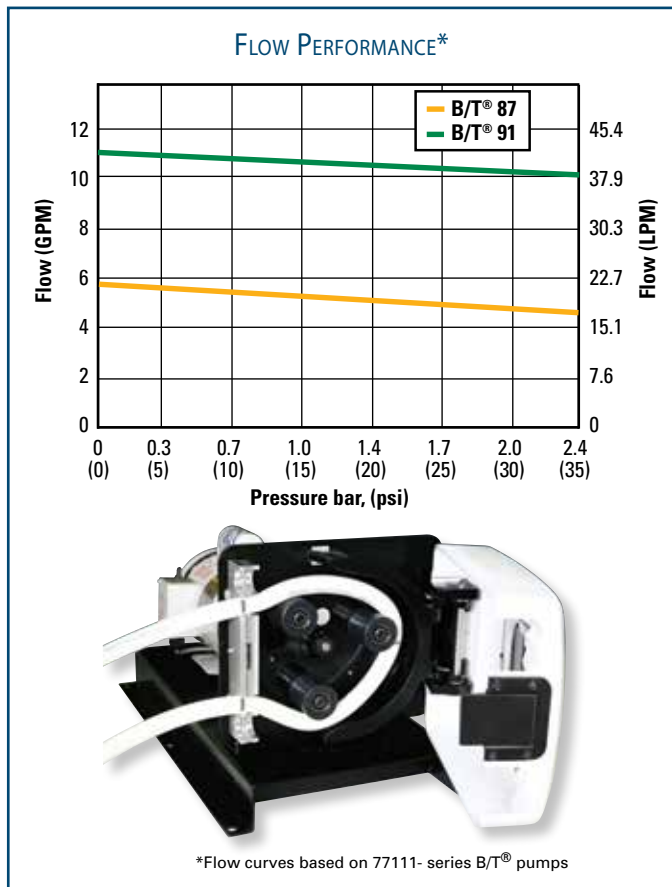 FLOW PERFORMANCE*
B/T® 87
B/T® 91
12
10
8
6
4
2
0
Flow (GPM)
45.4
37.9
30.3
22.7
15.1
7.6
0
Flow (LPM)
0 0.3 0.7 1.0 1.4 1.7 2.0 2.4
(0) (5) (10) (15) (20) (25) (30) (35)
Pressure bar, (psi)
*Flow curves based on 77111- series B/T® pumps